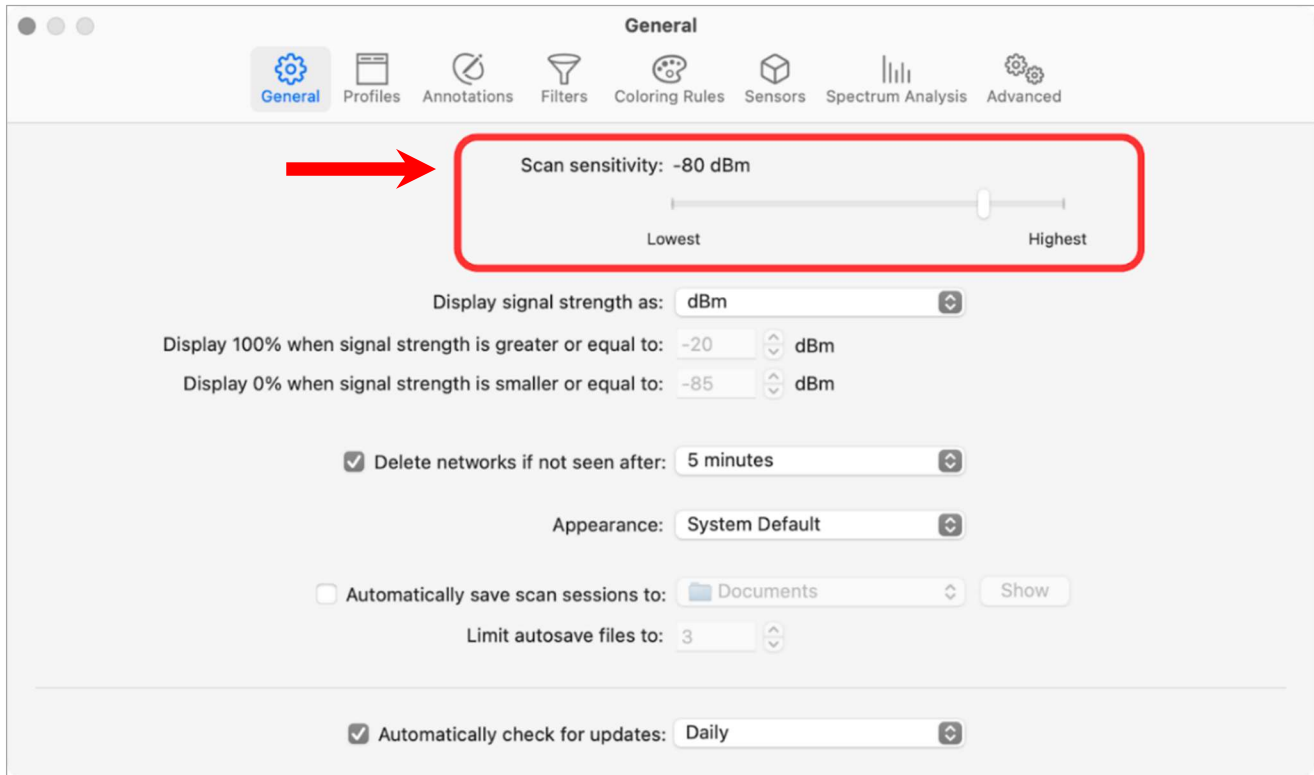 General
General Profiles Annotations Filters Coloring Rules Sensors Spectrum Analysis Advanced
Scan sensitivity: -80 dBm
Lowest Highest
Display signal strength as: dBm
Display 100% when signal strength is greater or equal to: -20 dBm
Display 0% when signal strength is smaller or equal to: -85 dBm
Delete networks if not seen after: 5 minutes
Appearance: System Default
Automatically save scan sessions to: Documents Show
Limit autosave files to: 3
Automatically check for updates: Daily